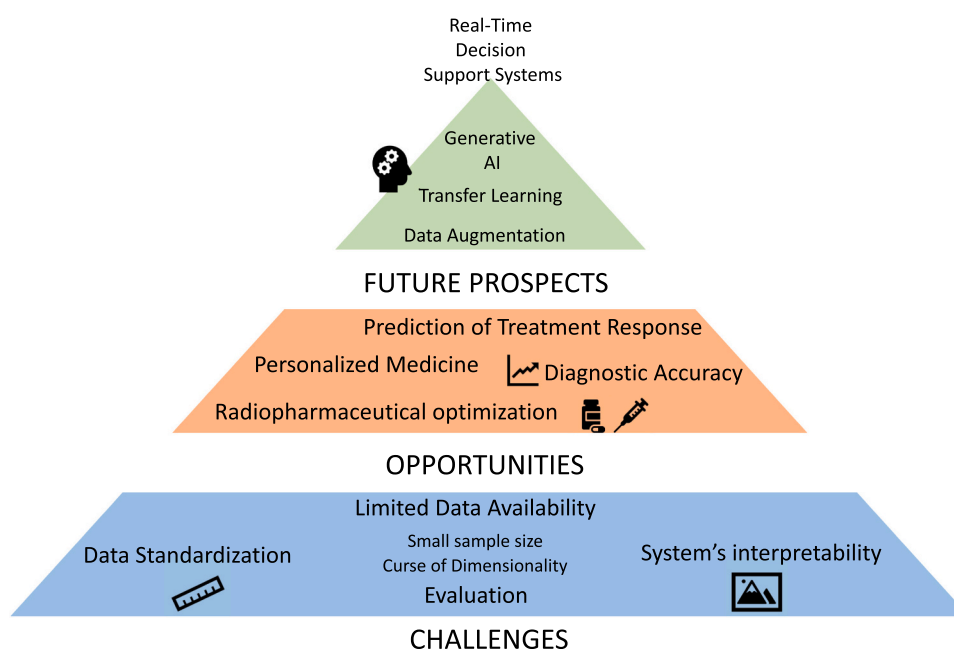 Real-Time
Decision
Support Systems
Generative
AI
Transfer Learning
Data Augmentation
FUTURE PROSPECTS
Prediction of Treatment Response
Personalized Medicine
Diagnostic Accuracy
Radiopharmaceutical optimization
OPPORTUNITIES
Limited Data Availability
Small sample size
Data Standardization
System’s interpretability
Curse of Dimensionality
Evaluation
CHALLENGES